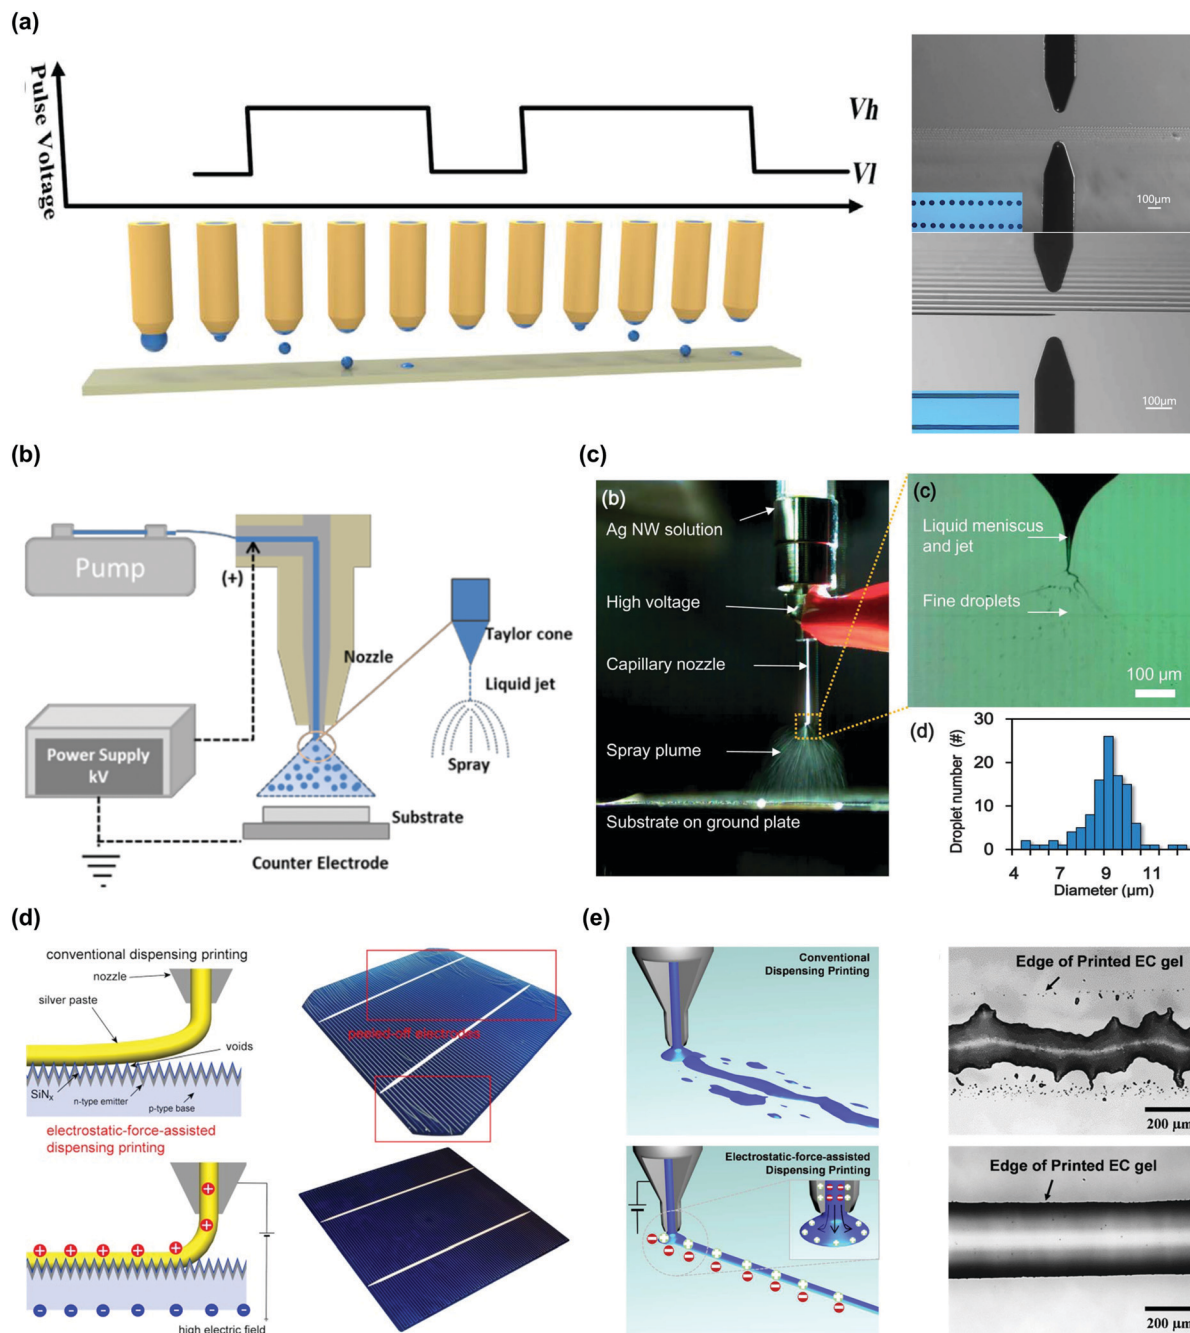 (a)
Pulse Voltage
Vh
Vl
100μm
100μm
(b)
Pump
(+)
Nozzle
Taylor cone
Liquid jet
Spray
Power Supply
kV
Substrate
Counter Electrode
(c)
(b)
Ag NW solution
High voltage
Capillary nozzle
Spray plume
Substrate on ground plate
(c)
Liquid meniscus
and jet
Fine droplets
100 μm
(d)
Droplet number (#)
30
20
10
0
4 7 9 11
Diameter (μm)
(d)
conventional dispensing printing
nozzle
silver paste
voids
SiNx
n-type emitter
p-type base
peeled-off electrodes
electrostatic-force-assisted
dispensing printing
high electric field
(e)
Conventional
Dispensing Printing
Edge of Printed EC gel
200 μm
Electrostatic-force-assisted
Dispensing Printing
Edge of Printed EC gel
200 μm